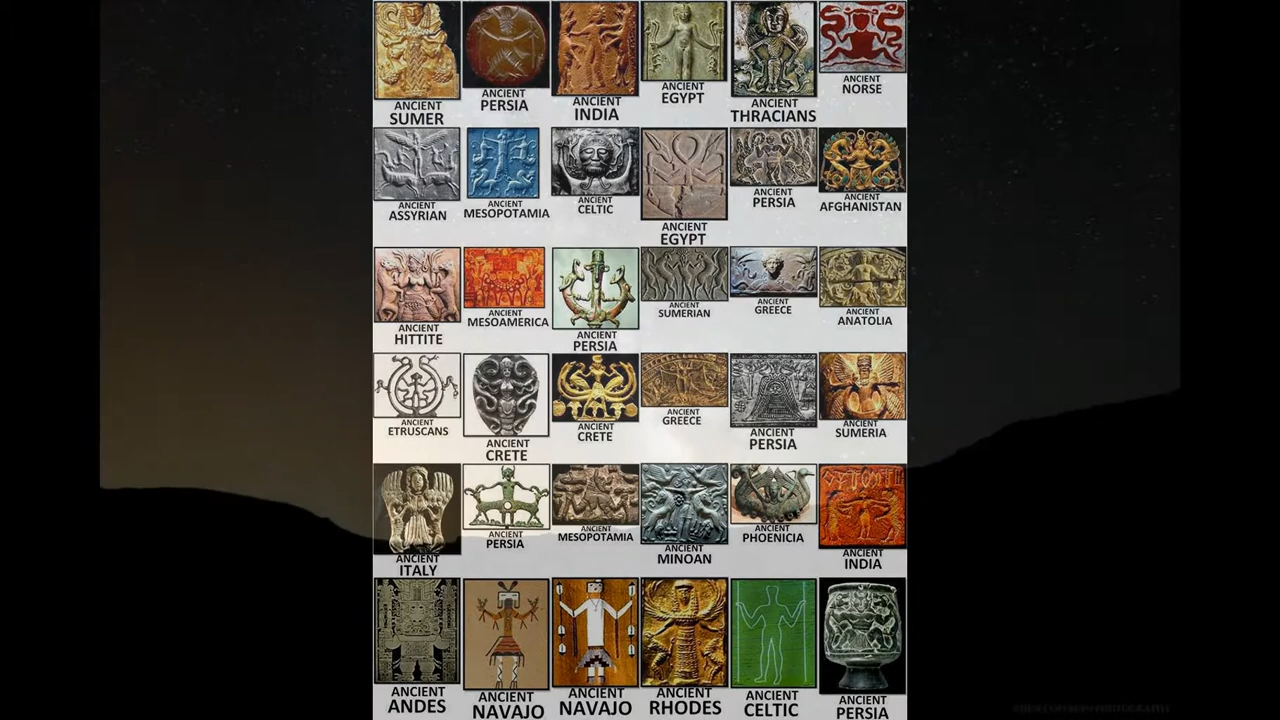 ANCIENT
SUMER
ANCIENT
PERSIA
ANCIENT
INDIA
ANCIENT
EGYPT
ANCIENT
THRACIANS
ANCIENT
NORSE
ANCIENT
ASSYRIAN
ANCIENT
MESOPOTAMIA
ANCIENT
CELTIC
ANCIENT
EGYPT
ANCIENT
PERSIA
ANCIENT
AFGHANISTAN
ANCIENT
HITTITE
ANCIENT
MESOAMERICA
ANCIENT
PERSIA
ANCIENT
SUMERIAN
ANCIENT
GREECE
ANCIENT
ANATOLIA
ANCIENT
ETRUSCANS
ANCIENT
CRETE
ANCIENT
CRETE
ANCIENT
GREECE
ANCIENT
PERSIA
ANCIENT
SUMERIA
ANCIENT
ITALY
ANCIENT
PERSIA
ANCIENT
MESOPOTAMIA
ANCIENT
MINOAN
ANCIENT
PHOENICIA
ANCIENT
INDIA
ANCIENT
ANDES
ANCIENT
NAVAJO
ANCIENT
NAVAJO
ANCIENT
RHODES
ANCIENT
CELTIC
ANCIENT
PERSIA